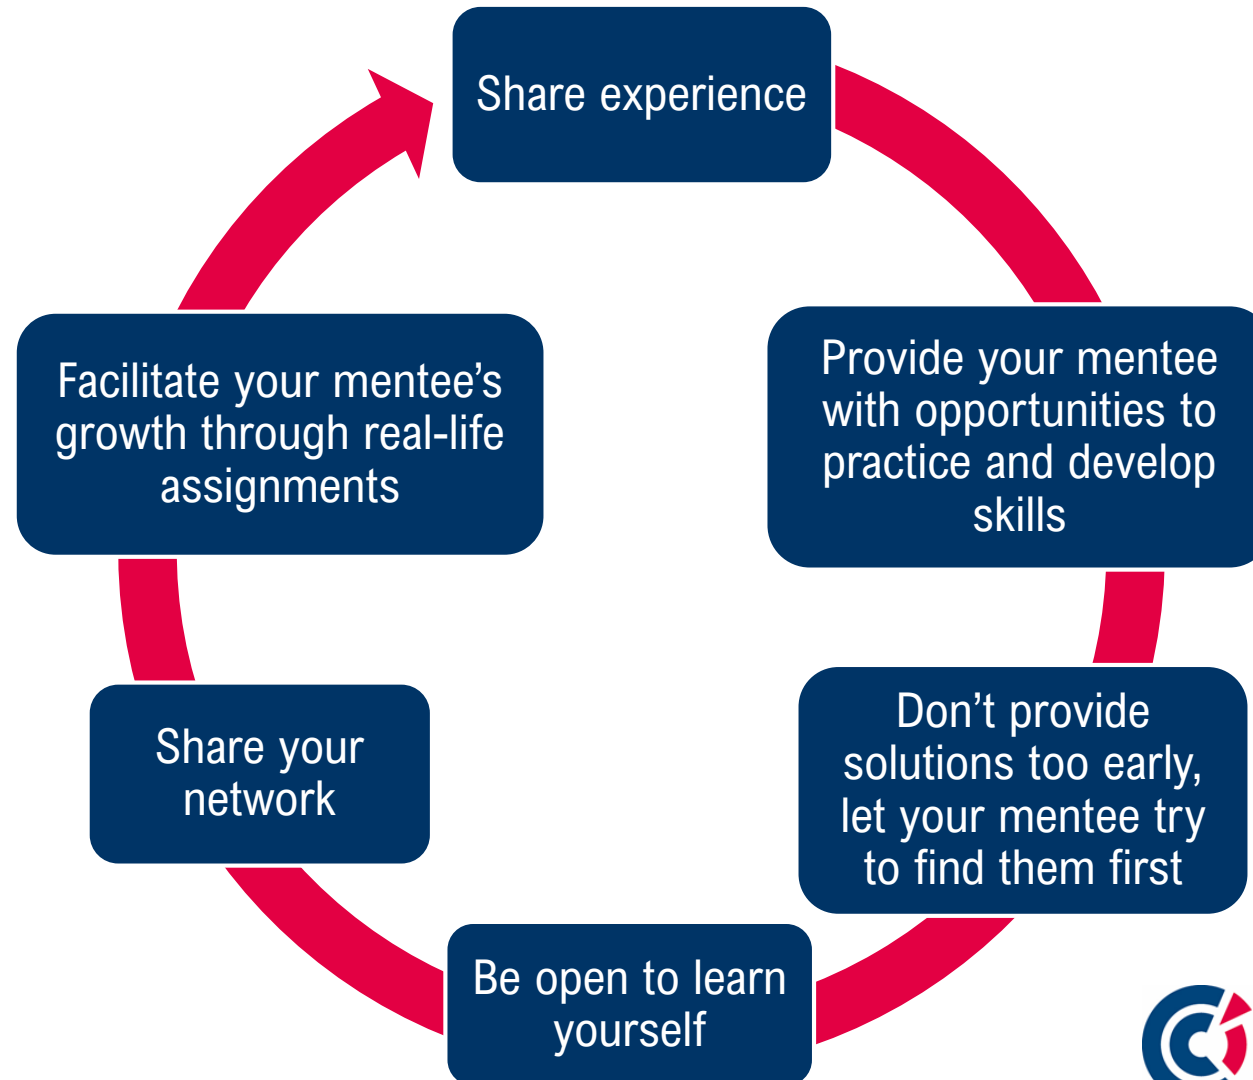 Share experience
Provide your mentee
with opportunities to
practice and develop
skills
Don’t provide
solutions too early,
let your mentee try
to find them first
Be open to learn
yourself
Share your
network
Facilitate your mentee’s
growth through real-life
assignments